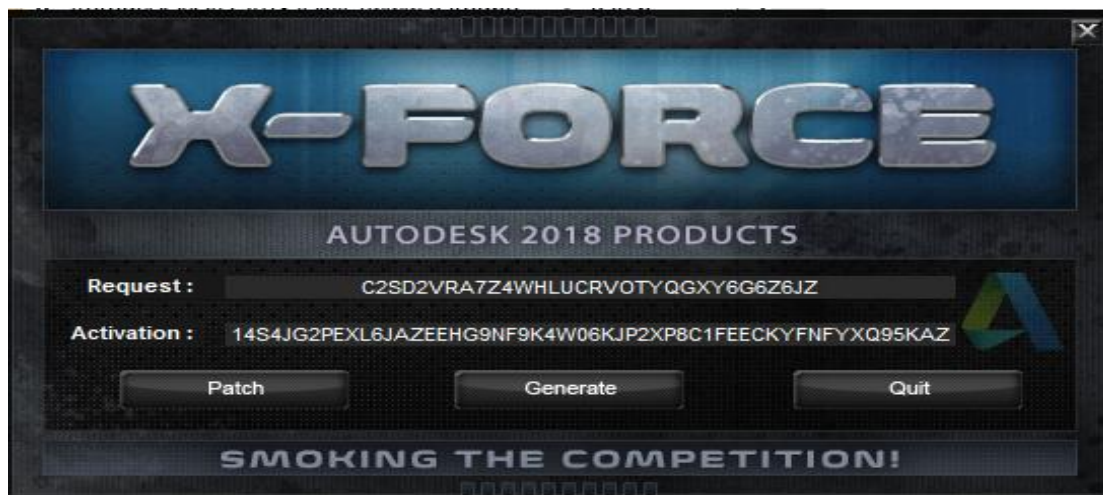 X-FORCE
AUTODESK 2018 PRODUCTS
Request : C2SD2VRA7Z4WHLUCRVOTYQGXY6G6Z6JZ
Activation : 14S4JG2PEXL6JAZEEHG9NF9K4W06KJP2XP8C1FEECKYFNFYXQ95KAZ
Patch Generate Quit
SMOKING THE COMPETITION!